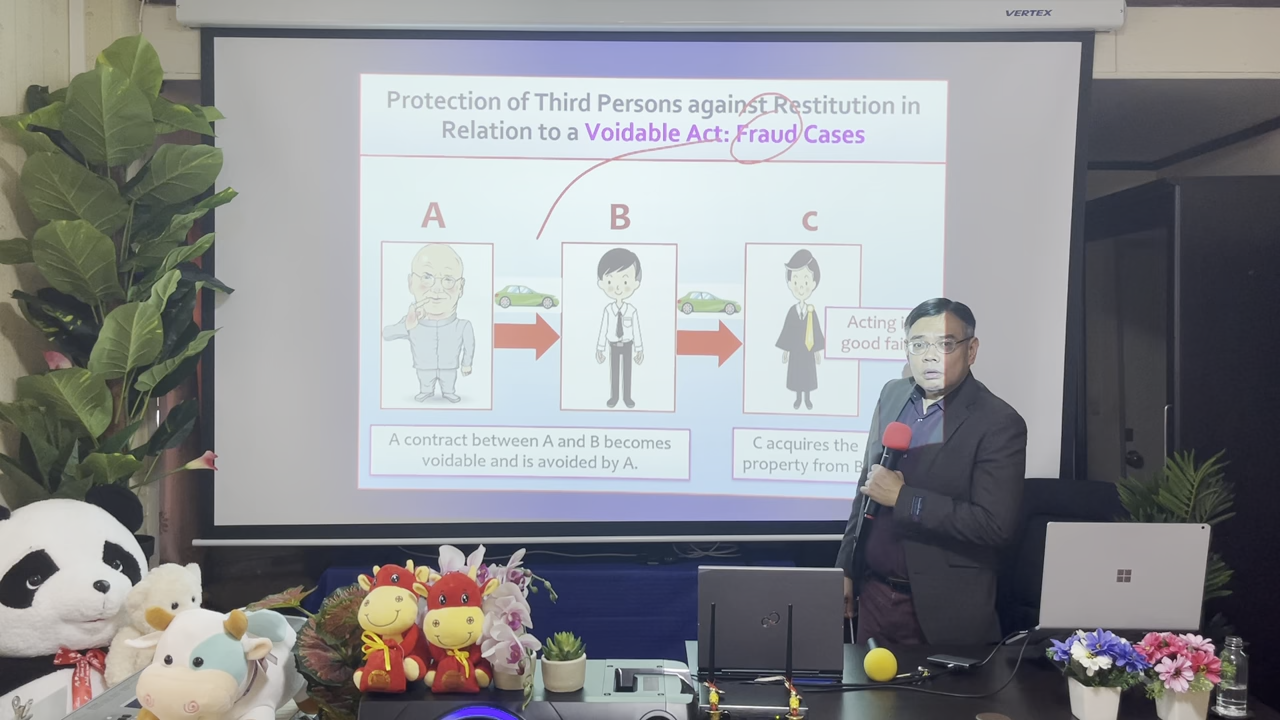 VERTEX
Protection of Third Persons against Restitution in
Relation to a Voidable Act: Fraud Cases
A
B
c
Acting
good
A contract between A and B becomes
voidable and is avoided by A.
C acquires the
property from B